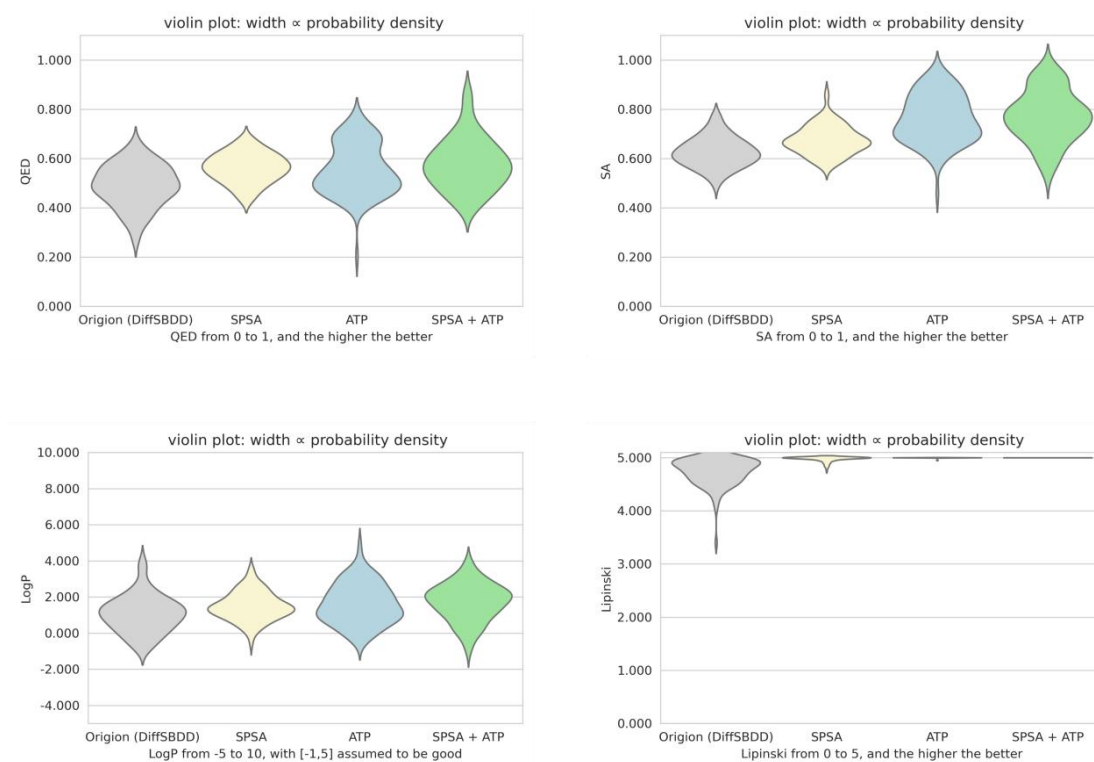 violin plot: width ∝ probability density
1.000
0.800
0.600
0.400
0.200
0.000
QED
Origion (DiffSBDD) SPSA ATP SPSA + ATP
QED from 0 to 1, and the higher the better
violin plot: width ∝ probability density
1.000
0.800
0.600
0.400
0.200
0.000
SA
Origion (DiffSBDD) SPSA ATP SPSA + ATP
SA from 0 to 1, and the higher the better
violin plot: width ∝ probability density
10.000
8.000
6.000
4.000
2.000
0.000
-2.000
-4.000
LogP
Origion (DiffSBDD) SPSA ATP SPSA + ATP
LogP from -5 to 10, with [-1,5] assumed to be good
violin plot: width ∝ probability density
5.000
4.000
3.000
2.000
1.000
0.000
Lipinski
Origion (DiffSBDD) SPSA ATP SPSA + ATP
Lipinski from 0 to 5, and the higher the better